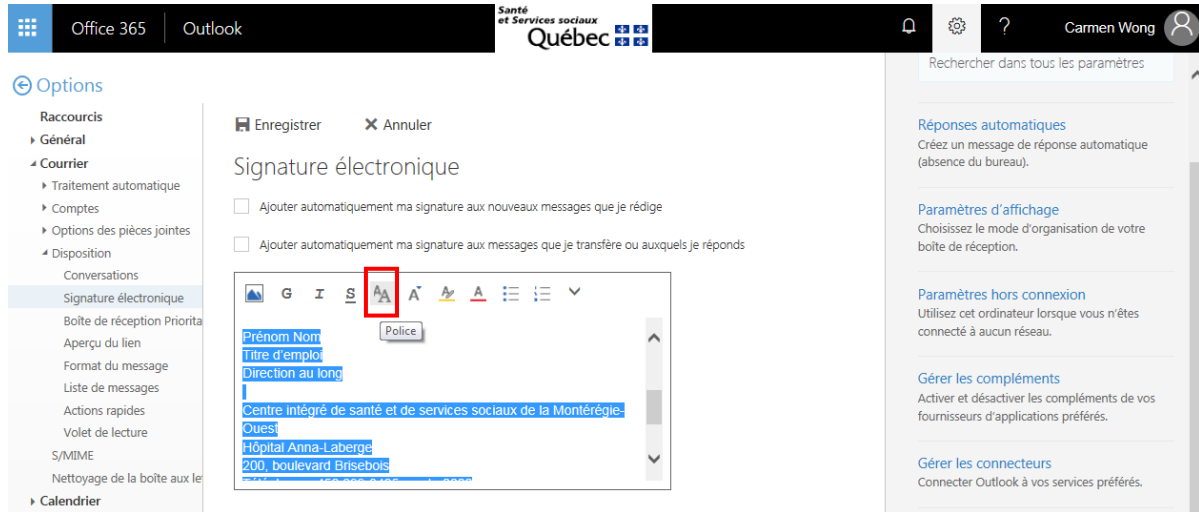 Office 365
Outlook
Santé
et Services sociaux
Québec
?
Carmen Wong
Options
Raccourcis
Général
Courrier
Traitement automatique
Comptes
Options des pièces jointes
Disposition
Conversations
Signature électronique
Boîte de réception Priorita
Aperçu du lien
Format du message
Liste de messages
Actions rapides
Volet de lecture
S/MIME
Nettoyage de la boîte aux le
Calendrier
Enregistrer
Annuler
Signature électronique
Ajouter automatiquement ma signature aux nouveaux messages que je rédige
Ajouter automatiquement ma signature aux messages que je transfère ou auxquels je réponds
G I S AA A A
Police
Prénom Nom
Titre d'emploi
Direction au long
Centre intégré de santé et de services sociaux de la Montérégie-
Ouest
Hôpital Anna-Laberge
200, boulevard Brisebois
Rechercher dans tous les paramètres
Réponses automatiques
Créez un message de réponse automatique
(absence du bureau).
Paramètres d'affichage
Choisissez le mode d'organisation de votre
boîte de réception.
Paramètres hors connexion
Utilisez cet ordinateur lorsque vous n'êtes
connecté à aucun réseau.
Gérer les compléments
Activer et désactiver les compléments de vos
fournisseurs d'applications préférés.
Gérer les connecteurs
Connecter Outlook à vos services préférés.